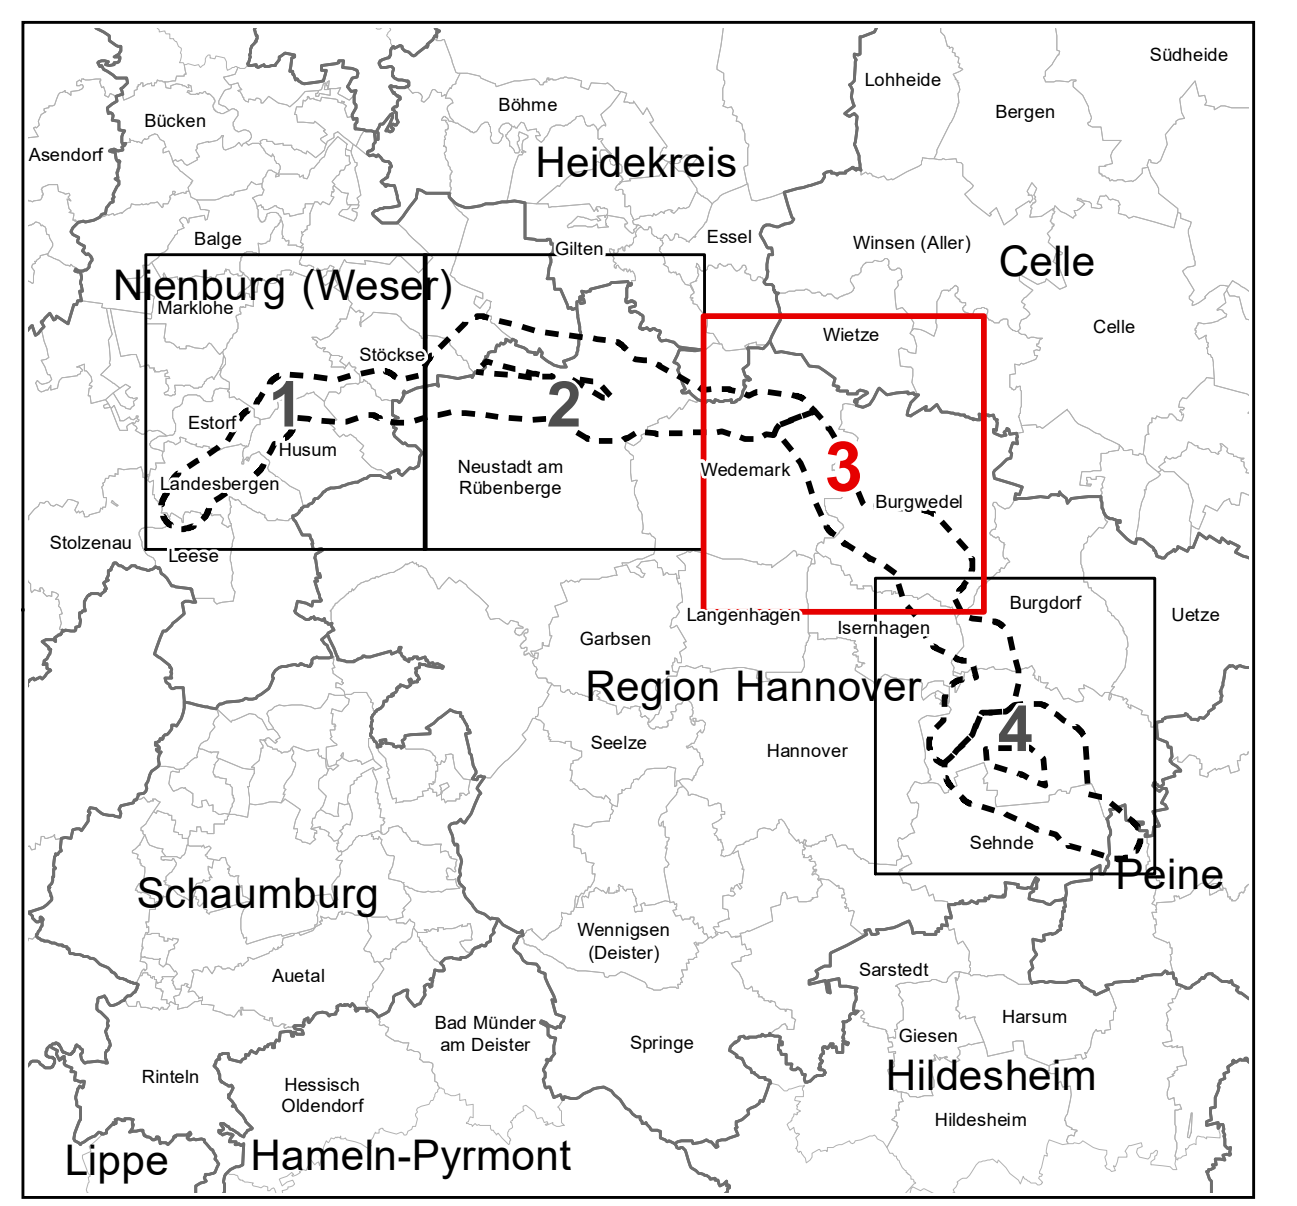 Südheide
Lohheide
Böhme
Bergen
Bücken
Asendorf
Heidekreis
Balge
Gilten
Essel
Winsen (Aller)
Celle
Nienburg (Weser)
Marklohe
Celle
Wietze
Stöckse
1
2
Estorf
Husum
3
Wedemark
Neustadt am
Rübenberge
Landesbergen
Burgwedel
Stolzenau
Leese
Burgdorf
Langenhagen
Uetze
Isernhagen
Garbsen
Region Hannover
4
Seelze
Hannover
Sehnde
Peine
Schaumburg
Wennigsen
(Deister)
Auetal
Sarstedt
Harsum
Bad Münder
am Deister
Giesen
Springe
Rinteln
Hildesheim
Hessisch
Oldendorf
Hildesheim
Lippe
Hameln-Pyrmont